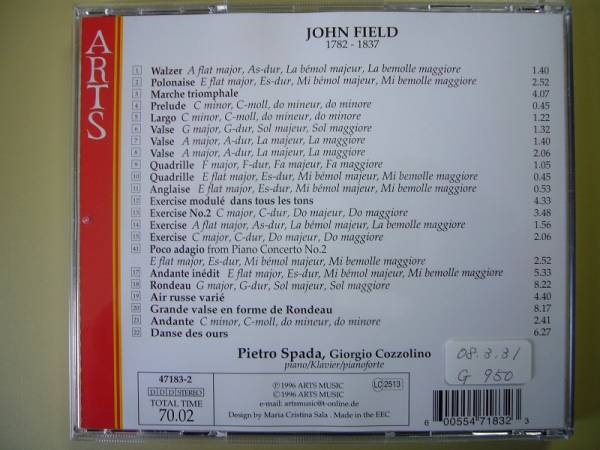 ARTS
JOHN FIELD
1782 - 1837
1 Walzer A flat major, As-dur, La bémol majeur, La bemolle maggiore 1.40
2 Polonaise E flat major, Es-dur, Mi bémol majeur, Mi bemolle maggiore 2.52
3 Marche triomphale 4.07
4 Prelude C minor, C-moll, do mineur, do minore 0.45
5 Largo C minor, C-moll, do mineur, do minore 1.22
6 Valse G major, G-dur, Sol majeur, Sol maggiore 1.32
7 Valse A major, A-dur, La majeur, La maggiore 1.40
8 Valse A major, A-dur, La majeur, La maggiore 2.06
9 Quadrille F major, F-dur, Fa majeur, Fa maggiore 1.05
10 Quadrille E flat major, Es-dur, Mi bémol majeur, Mi bemolle maggiore 0.45
11 Anglaise E flat major, Es-dur, Mi bémol majeur, Mi bemolle maggiore 0.53
12 Exercise modulé dans tous les tons 4.33
13 Exercise No.2 C major, C-dur, Do majeur, Do maggiore 3.48
14 Exercise A flat major, As-dur, La bémol majeur, La bemolle maggiore 1.56
15 Exercise C major, C-dur, Do majeur, Do maggiore 2.06
Poco adagio from Piano Concerto No.2
E flat major, Es-dur, Mi bémol majeur, Mi bemolle maggiore 2.52
17 Andante inédit E flat major, Es-dur, Mi bémol majeur, Mi bemolle maggiore 5.33
18 Rondeau G major, G-dur, Sol majeur, Sol maggiore 8.22
19 Air russe varié 4.40
20 Grande valse en forme de Rondeau 8.17
21 Andante C minor, C-moll, do mineur, do minore 2.41
22 Danse des ours 6.27
Pietro Spada, Giorgio Cozzolino
piano/Klavier/pianoforte
08.3.31
G 950
47183-2
DDD STEREO
TOTAL TIME
70.02
℗ 1996 ARTS MUSIC
© 1996 ARTS MUSIC
e-mail: artsmusic@t-online.de
Design by Maria Cristina Sala . Made in the EEC
LC 2513
6 00554 71832 3